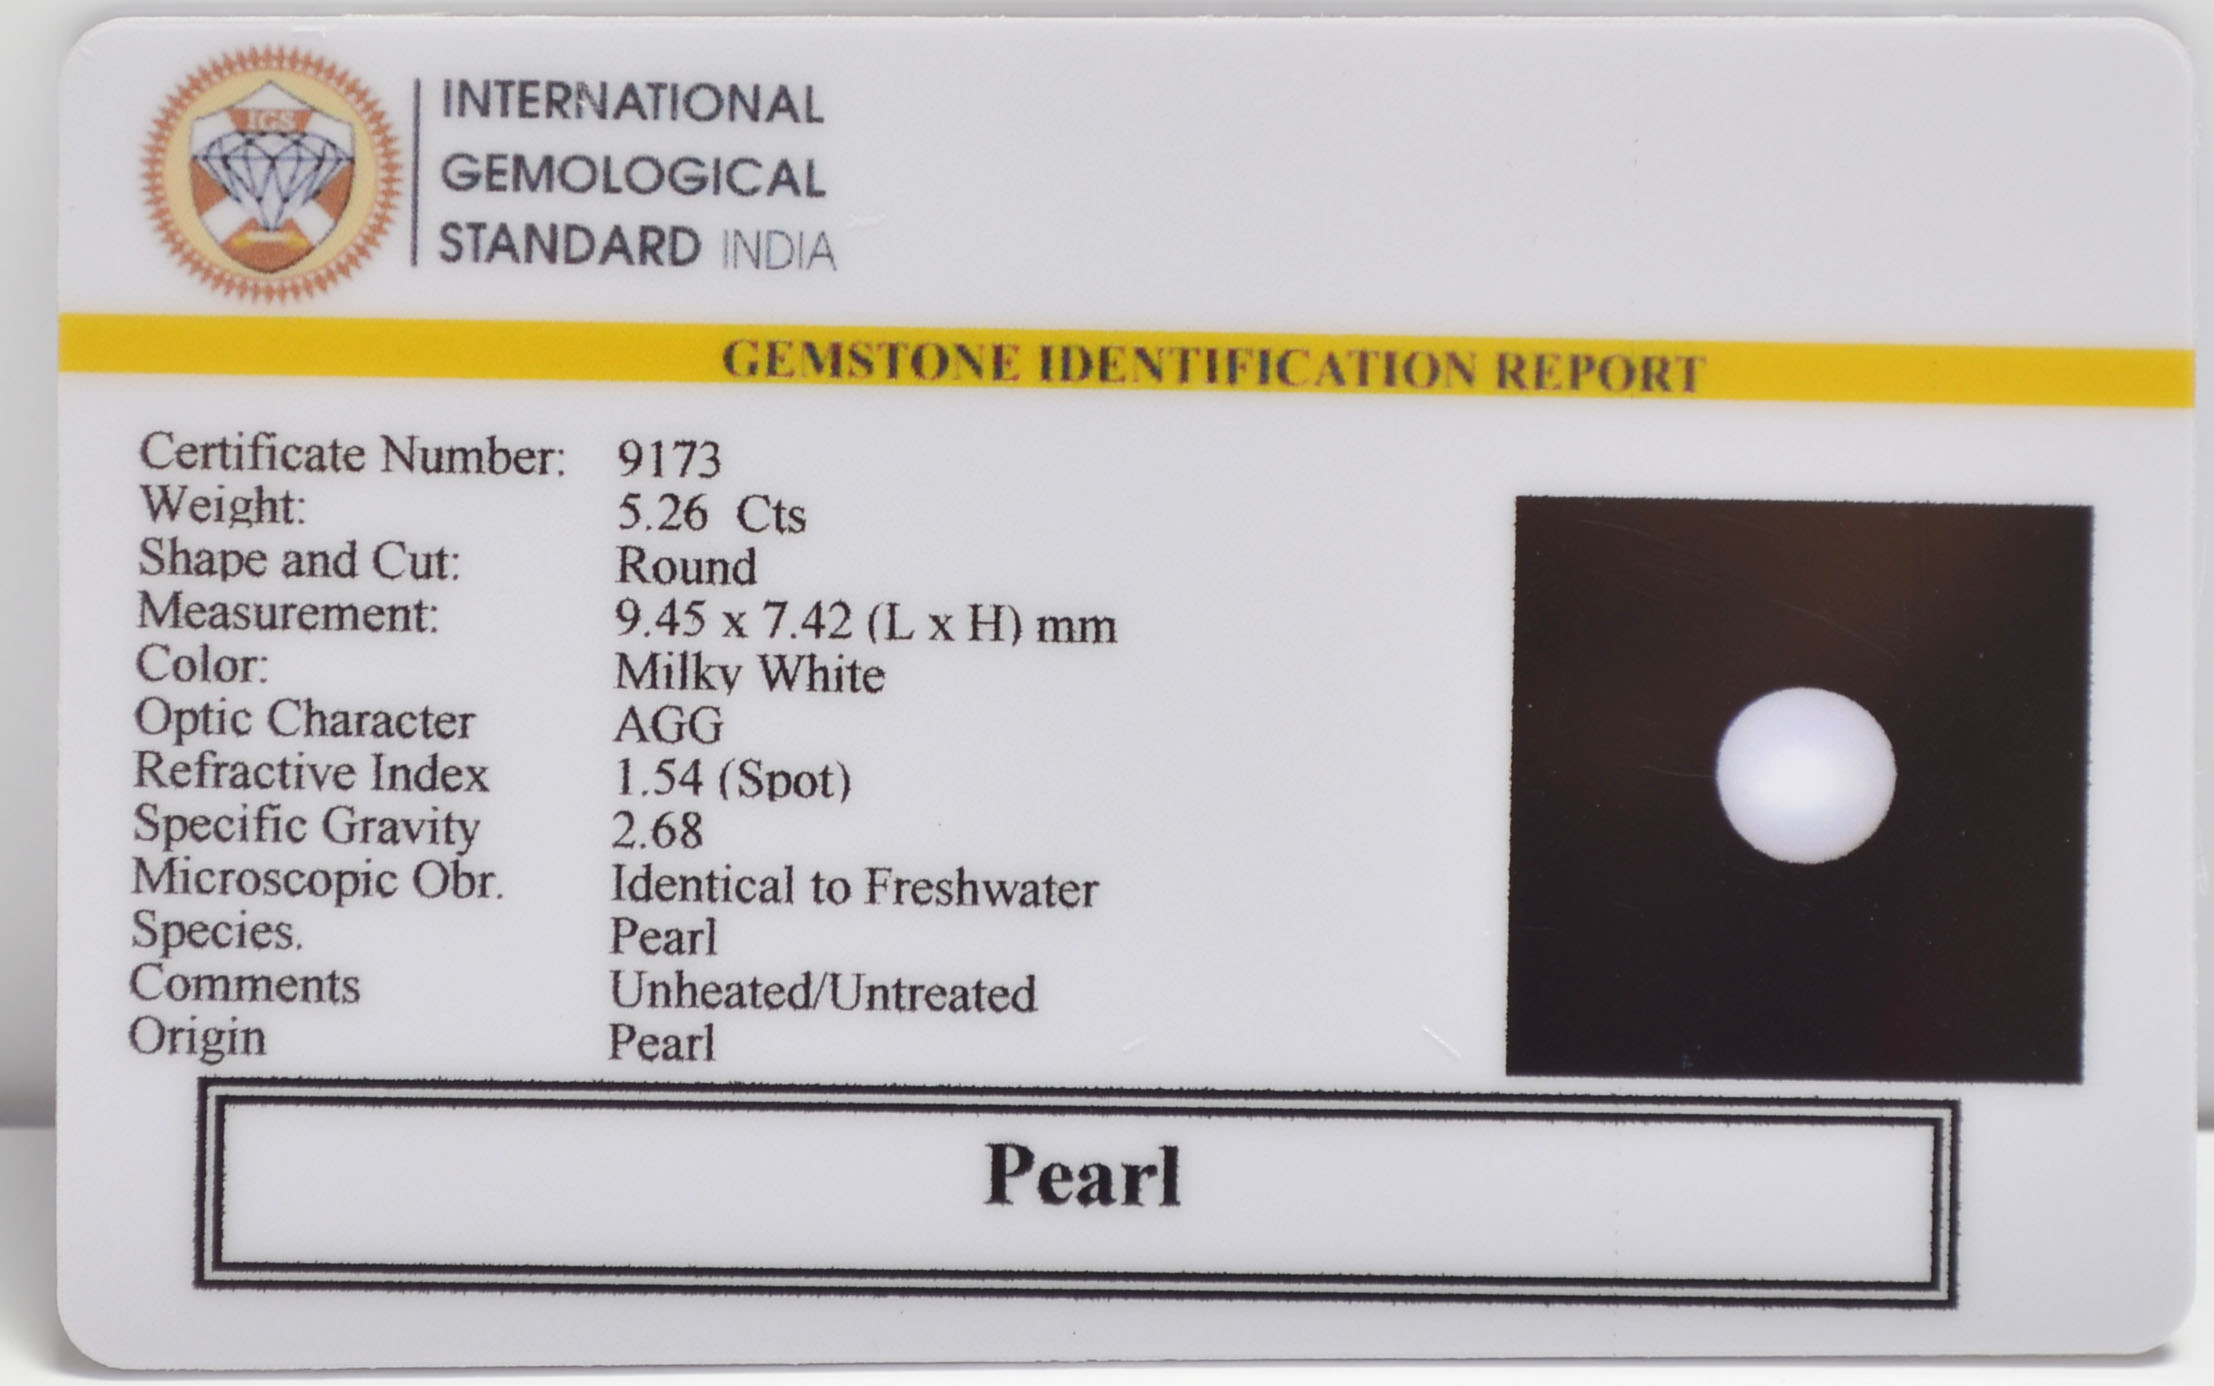 IGS
INTERNATIONAL
GEMOLOGICAL
STANDARD INDIA
GEMSTONE IDENTIFICATION REPORT
Certificate Number: 9173
Weight: 5.26 Cts
Shape and Cut: Round
Measurement: 9.45 x 7.42 (L x H) mm
Color: Milky White
Optic Character AGG
Refractive Index 1.54 (Spot)
Specific Gravity 2.68
Microscopic Obr. Identical to Freshwater
Species. Pearl
Comments Unheated/Untreated
Origin Pearl
Pearl